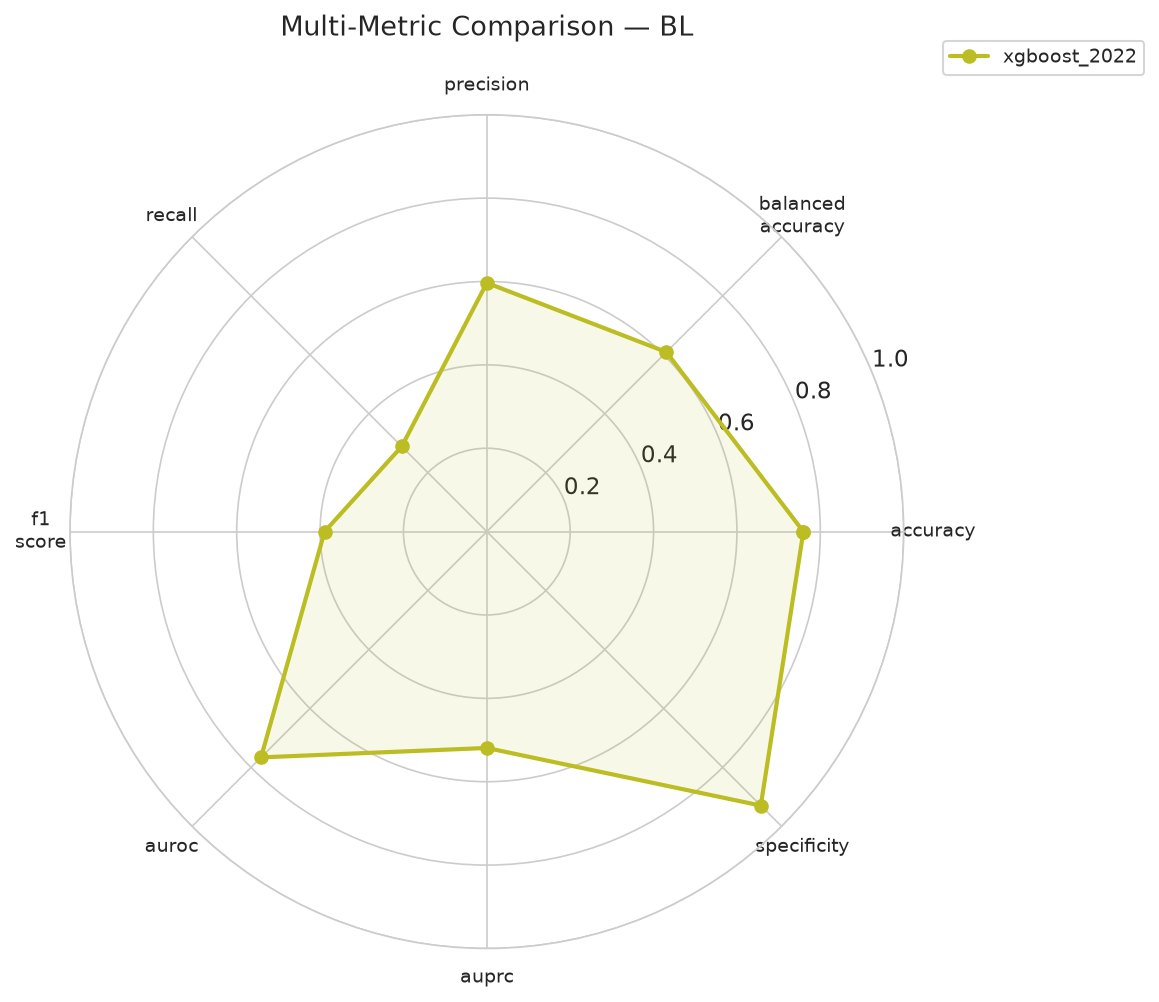 Multi-Metric Comparison — BL
xgboost_2022
precision
balanced
accuracy
recall
1.0
0.8
0.6
0.4
0.2
f1
score
accuracy
auroc
specificity
auprc